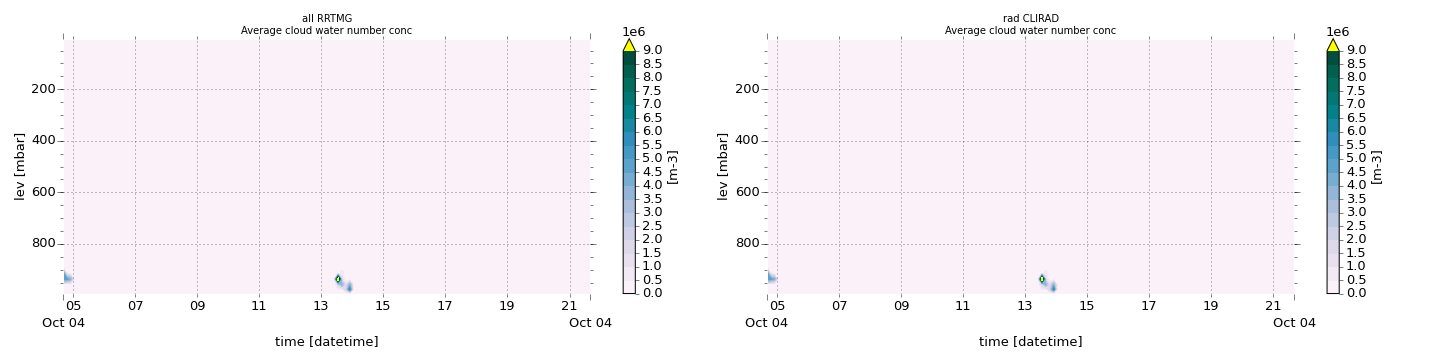 all RRTMG
Average cloud water number conc
1e6
9.0
8.5
8.0
7.5
7.0
6.5
6.0
5.5
5.0
4.5
4.0
3.5
3.0
2.5
2.0
1.5
1.0
0.5
0.0
[m-3]
200
400
600
800
lev [mbar]
05 07 09 11 13 15 17 19 21
Oct 04 Oct 04
time [datetime]
rad CLIRAD
Average cloud water number conc
1e6
9.0
8.5
8.0
7.5
7.0
6.5
6.0
5.5
5.0
4.5
4.0
3.5
3.0
2.5
2.0
1.5
1.0
0.5
0.0
[m-3]
200
400
600
800
lev [mbar]
05 07 09 11 13 15 17 19 21
Oct 04 Oct 04
time [datetime]